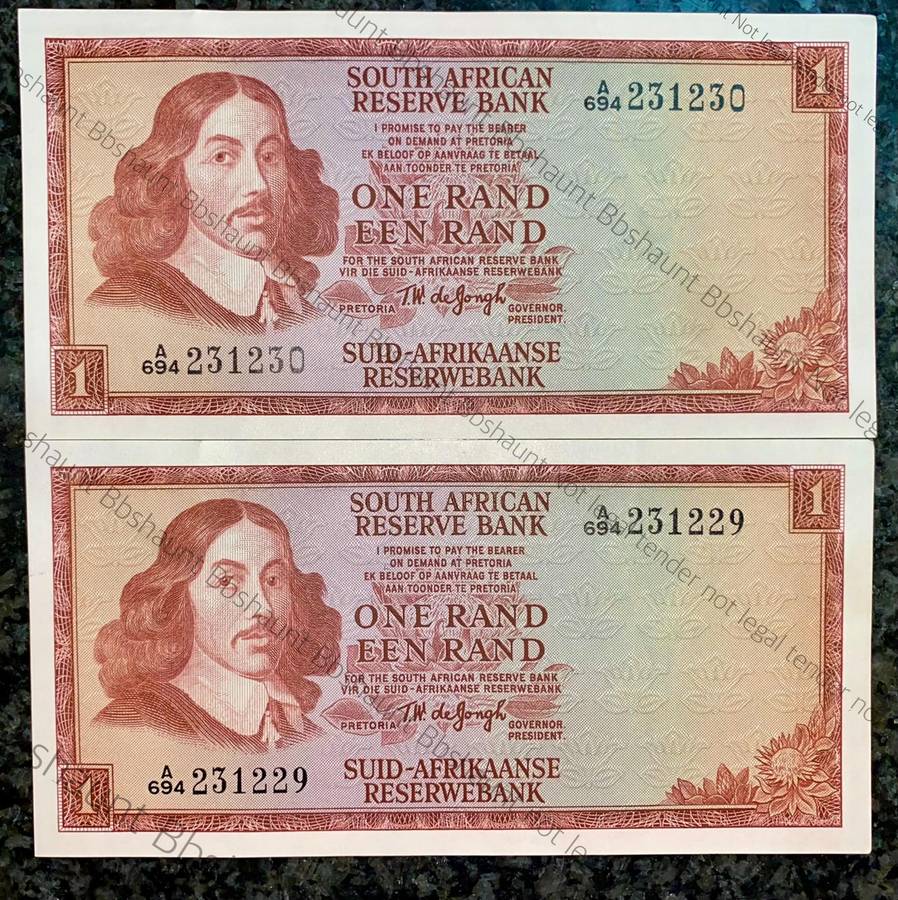 SOUTH AFRICAN
RESERVE BANK
A/694 231230
1
I PROMISE TO PAY THE BEARER
ON DEMAND AT PRETORIA
EK BELOOF OP AANVRAAG TE BETAAL
AAN TOONDER TE PRETORIA
ONE RAND
EEN RAND
FOR THE SOUTH AFRICAN RESERVE BANK
VIR DIE SUID-AFRIKAANSE RESERWEBANK
PRETORIA T.W. de Jongh GOVERNOR.
PRESIDENT.
1
A/694 231230
SUID-AFRIKAANSE
RESERWEBANK
SOUTH AFRICAN
RESERVE BANK
A/694 231229
1
I PROMISE TO PAY THE BEARER
ON DEMAND AT PRETORIA
EK BELOOF OP AANVRAAG TE BETAAL
AAN TOONDER TE PRETORIA
ONE RAND
EEN RAND
FOR THE SOUTH AFRICAN RESERVE BANK
VIR DIE SUID-AFRIKAANSE RESERWEBANK
PRETORIA T.W. de Jongh GOVERNOR.
PRESIDENT.
1
A/694 231229
SUID-AFRIKAANSE
RESERWEBANK
Bbshaunt Bbshaunt Bbshaunt not legal tender not legal tender